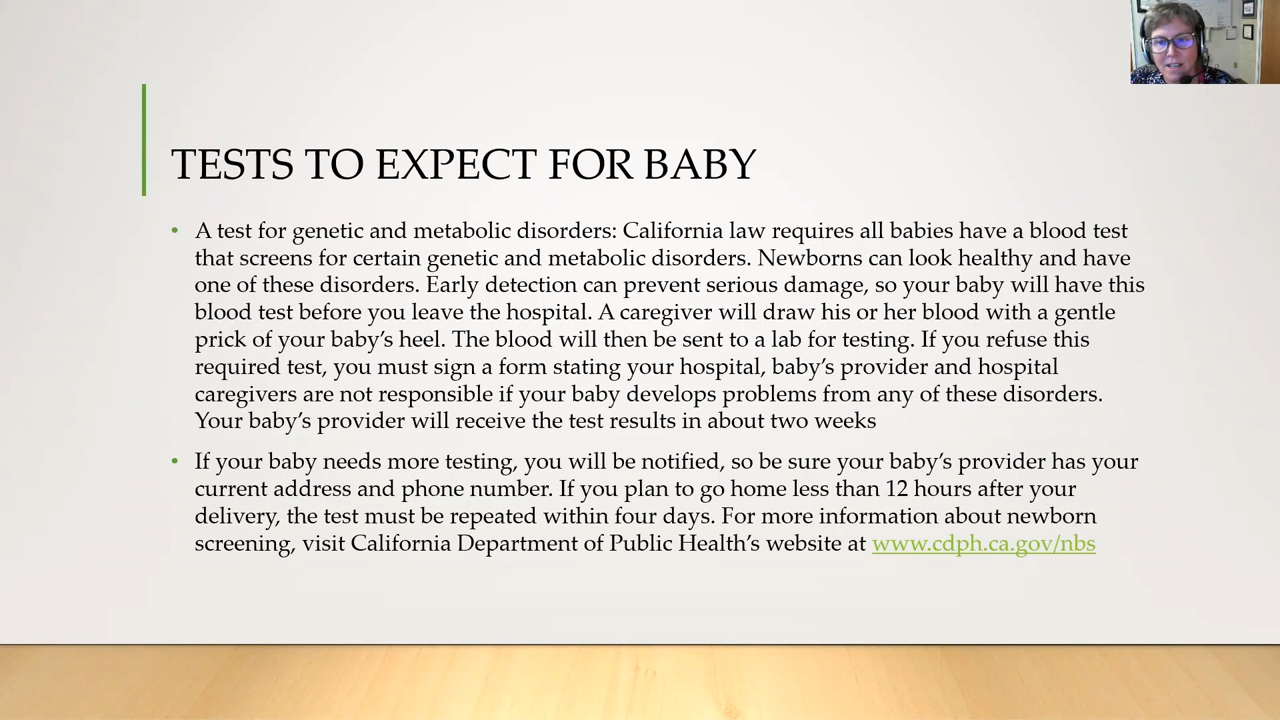 TESTS TO EXPECT FOR BABY
• A test for genetic and metabolic disorders: California law requires all babies have a blood test
that screens for certain genetic and metabolic disorders. Newborns can look healthy and have
one of these disorders. Early detection can prevent serious damage, so your baby will have this
blood test before you leave the hospital. A caregiver will draw his or her blood with a gentle
prick of your baby’s heel. The blood will then be sent to a lab for testing. If you refuse this
required test, you must sign a form stating your hospital, baby’s provider and hospital
caregivers are not responsible if your baby develops problems from any of these disorders.
Your baby’s provider will receive the test results in about two weeks
• If your baby needs more testing, you will be notified, so be sure your baby’s provider has your
current address and phone number. If you plan to go home less than 12 hours after your
delivery, the test must be repeated within four days. For more information about newborn
screening, visit California Department of Public Health’s website at www.cdph.ca.gov/nbs